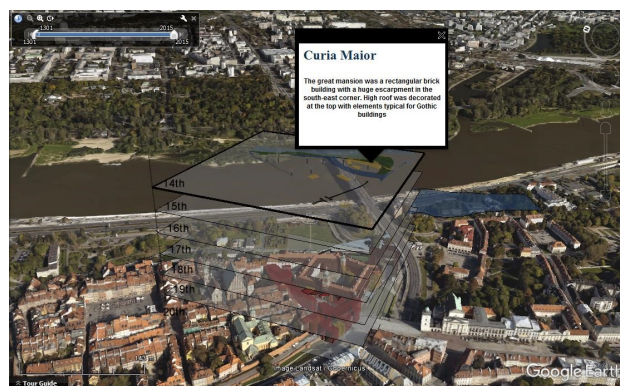 1301
2015
1301
2015
Curia Maior
The great mansion was a rectangular brick
building with a huge escarpment in the
south-east corner. High roof was decorated
at the top with elements typical for Gothic
buildings
14th
15th
16th
17th
18th
19th
20th
Image Landsat / Copernicus
Google Earth
Tour Guide